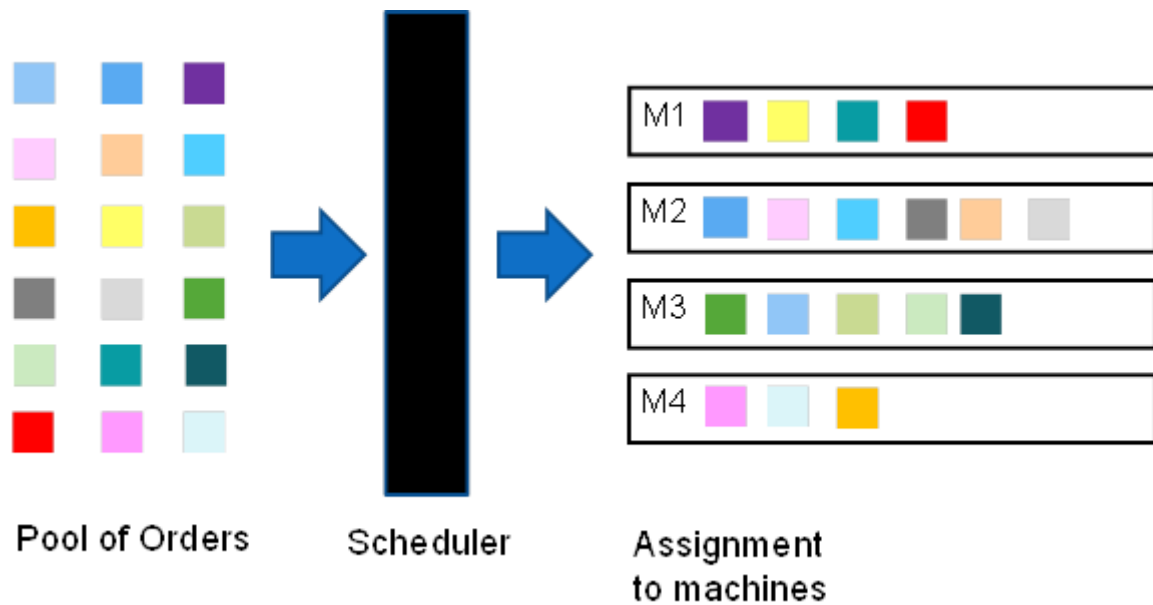 M1
M2
M3
M4
Pool of Orders
Scheduler
Assignment
to machines